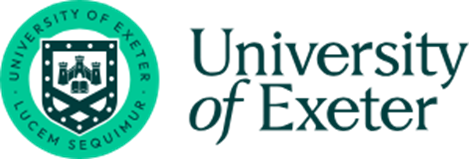 · UNIVERSITY OF EXETER ·
LUCEM SEQUIMUR
University
of Exeter